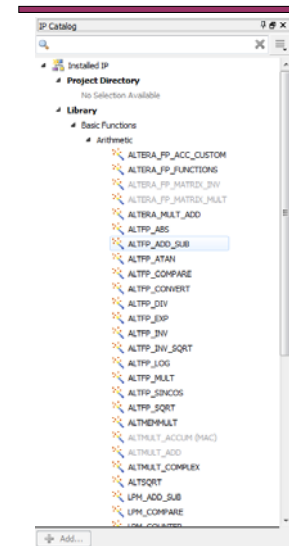 IP Catalog
Installed IP
Project Directory
No Selection Available
Library
Basic Functions
Arithmetic
ALTERA_FP_ACC_CUSTOM
ALTERA_FP_FUNCTIONS
ALTERA_FP_MATRIX_INV
ALTERA_FP_MATRIX_MULT
ALTERA_MULT_ADD
ALTFP_ABS
ALTFP_ADD_SUB
ALTFP_ATAN
ALTFP_COMPARE
ALTFP_CONVERT
ALTFP_DIV
ALTFP_EXP
ALTFP_INV
ALTFP_INV_SQRT
ALTFP_LOG
ALTFP_MULT
ALTFP_SINCOS
ALTFP_SQRT
ALTMEMMULT
ALTMULT_ACCUM (MAC)
ALTMULT_ADD
ALTMULT_COMPLEX
ALTSQRT
LPM_ADD_SUB
LPM_COMPARE
LPM_COUNTER
Add...